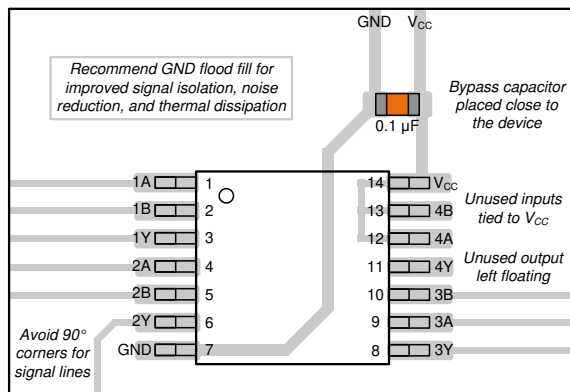 GND VCC
Recommend GND flood fill for
improved signal isolation, noise
reduction, and thermal dissipation
Bypass capacitor
placed close to
the device
0.1 µF
1A 1 14 VCC
1B 2 13 4B
1Y 3 12 4A
2A 4 11 4Y
2B 5 10 3B
2Y 6 9 3A
GND 7 8 3Y
Unused inputs
tied to VCC
Unused output
left floating
Avoid 90°
corners for
signal lines